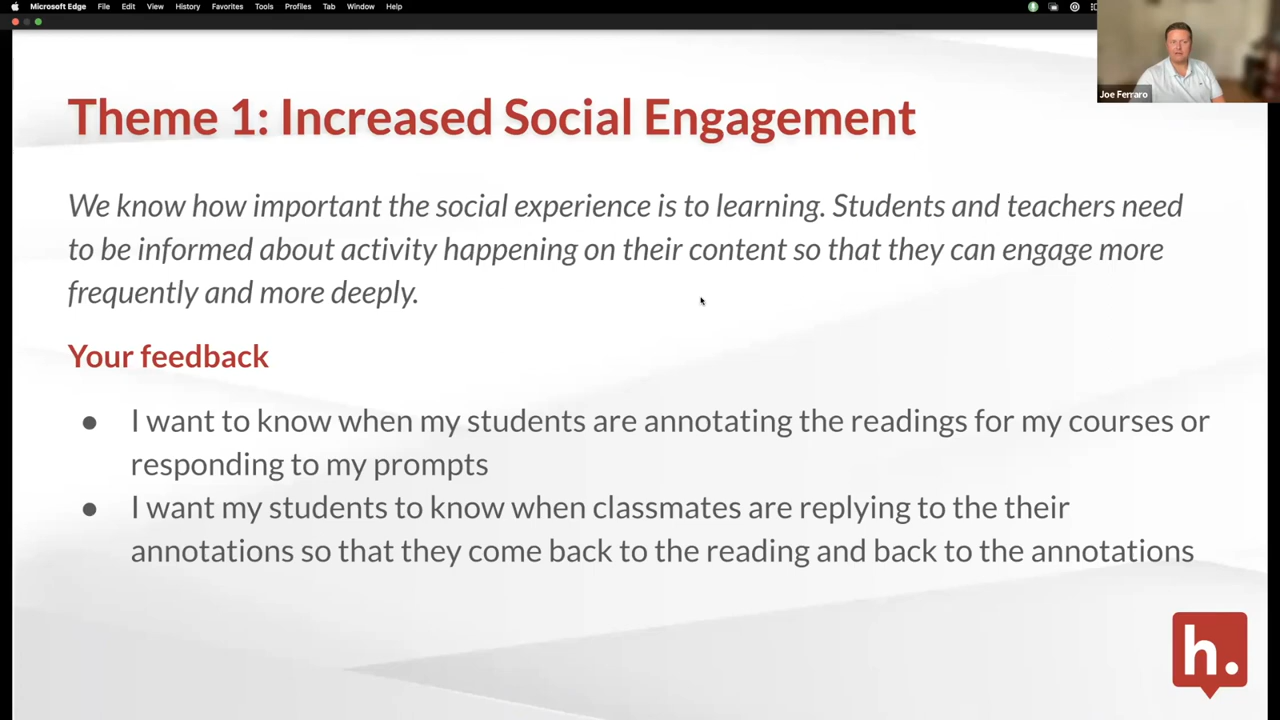 Microsoft Edge File Edit View History Favorites Tools Profiles Tab Window Help
Joe Ferraro
Theme 1: Increased Social Engagement
We know how important the social experience is to learning. Students and teachers need
to be informed about activity happening on their content so that they can engage more
frequently and more deeply.
Your feedback
● I want to know when my students are annotating the readings for my courses or
responding to my prompts
● I want my students to know when classmates are replying to the their
annotations so that they come back to the reading and back to the annotations
h.